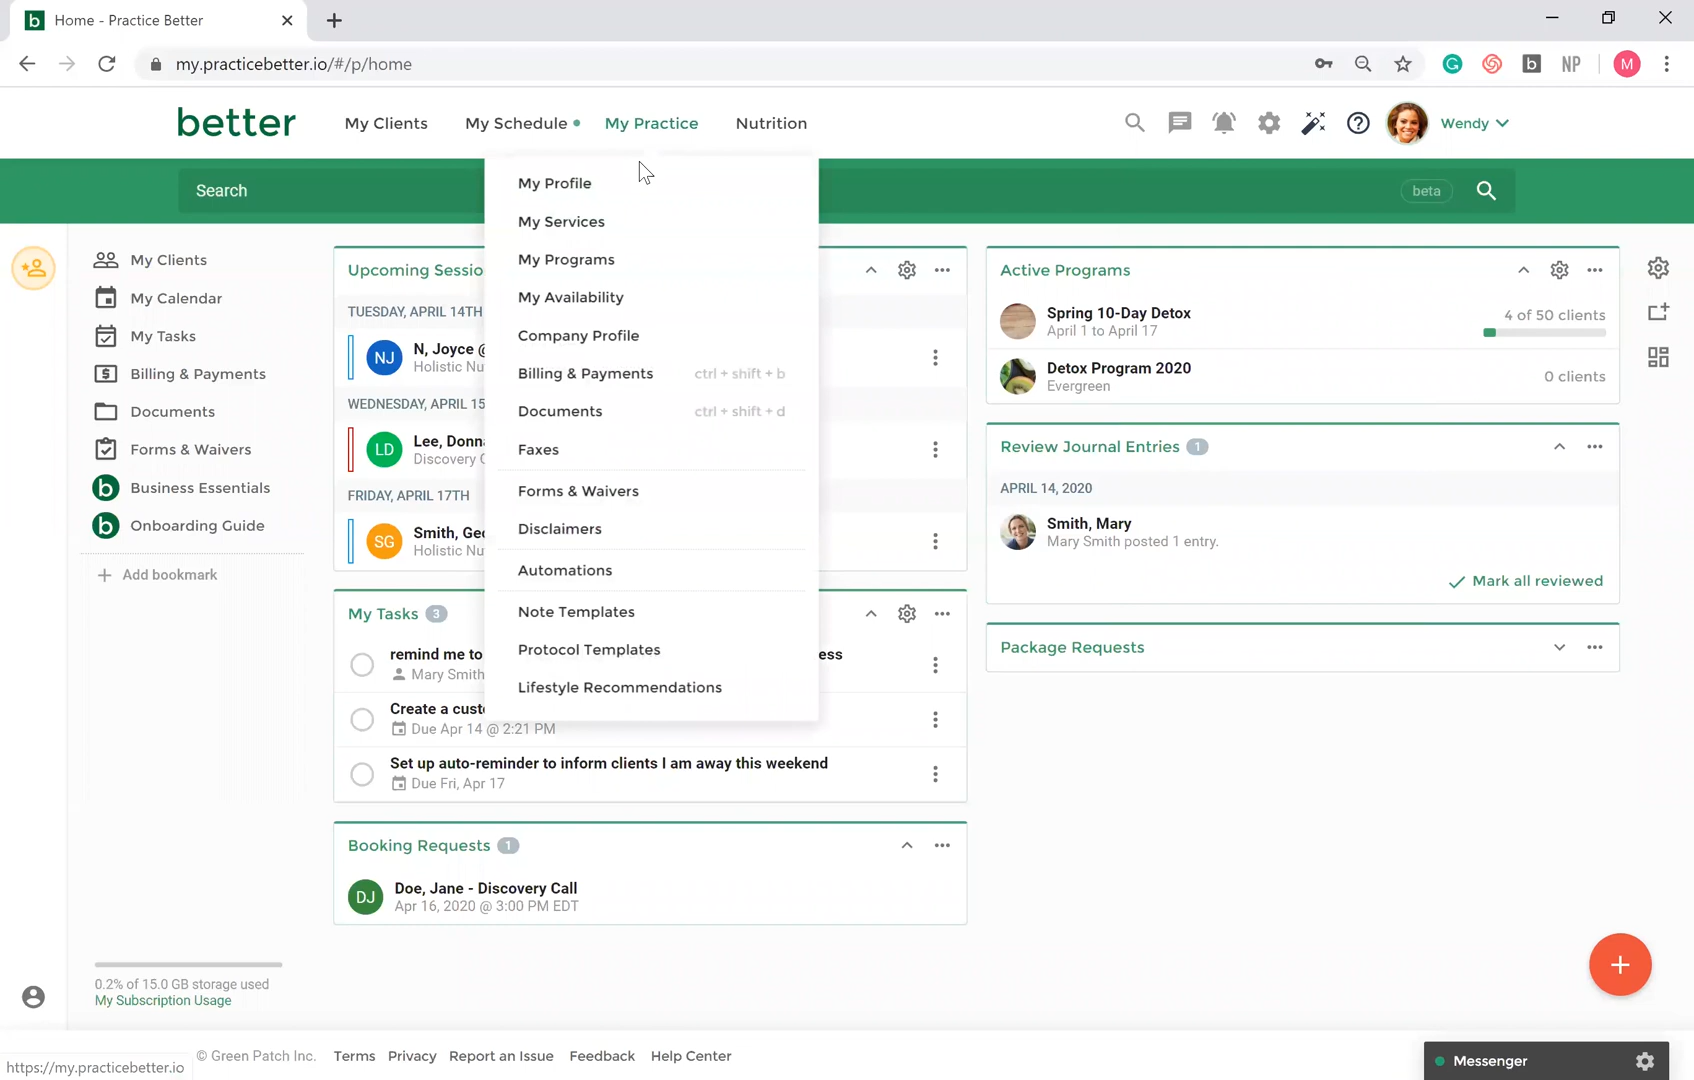 b Home - Practice Better
my.practicebetter.io/#/p/home
G b NP M
better My Clients My Schedule My Practice Nutrition Wendy
Search beta
My Profile
My Services
My Programs
My Availability
Company Profile
Billing & Payments ctrl + shift + b
Documents ctrl + shift + d
Faxes
Forms & Waivers
Disclaimers
Automations
Note Templates
Protocol Templates
Lifestyle Recommendations
My Clients
My Calendar
My Tasks
Billing & Payments
Documents
Forms & Waivers
b Business Essentials
b Onboarding Guide
Add bookmark
0.2% of 15.0 GB storage used
My Subscription Usage
Upcoming Sessio
TUESDAY, APRIL 14TH
NJ N, Joyce @
Holistic Nu
WEDNESDAY, APRIL 15
LD Lee, Donn
Discovery C
FRIDAY, APRIL 17TH
SG Smith, Geo
Holistic Nu
My Tasks 3
remind me to ess
Mary Smith
Create a cust
Due Apr 14 @ 2:21 PM
Set up auto-reminder to inform clients I am away this weekend
Due Fri, Apr 17
Booking Requests 1
DJ Doe, Jane - Discovery Call
Apr 16, 2020 @ 3:00 PM EDT
Active Programs
Spring 10-Day Detox 4 of 50 clients
April 1 to April 17
Detox Program 2020 0 clients
Evergreen
Review Journal Entries 1
APRIL 14, 2020
Smith, Mary
Mary Smith posted 1 entry.
Mark all reviewed
Package Requests
© Green Patch Inc. Terms Privacy Report an Issue Feedback Help Center
https://my.practicebetter.io
Messenger